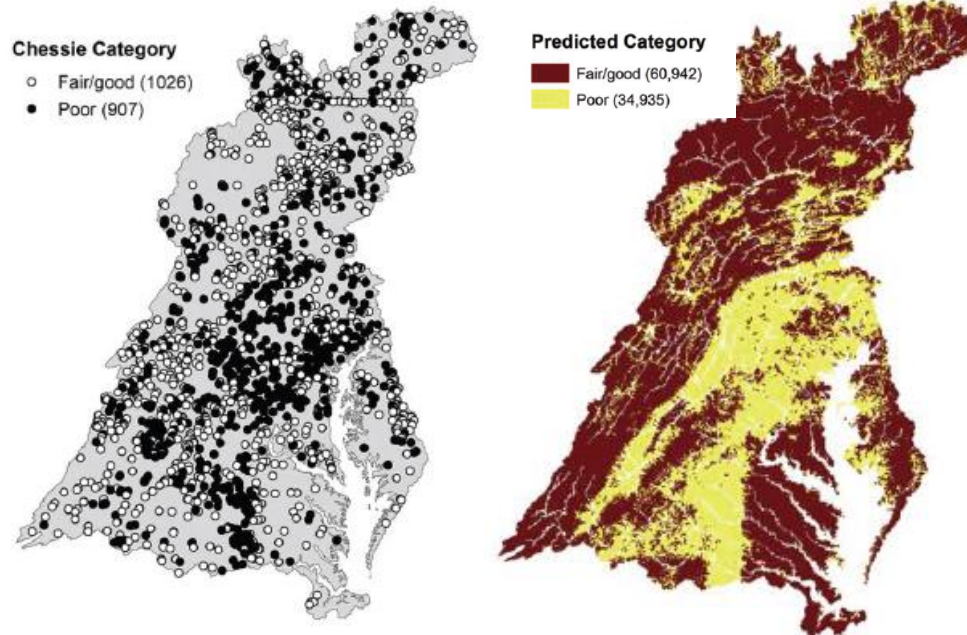 Chessie Category
Fair/good (1026)
Poor (907)
Predicted Category
Fair/good (60,942)
Poor (34,935)